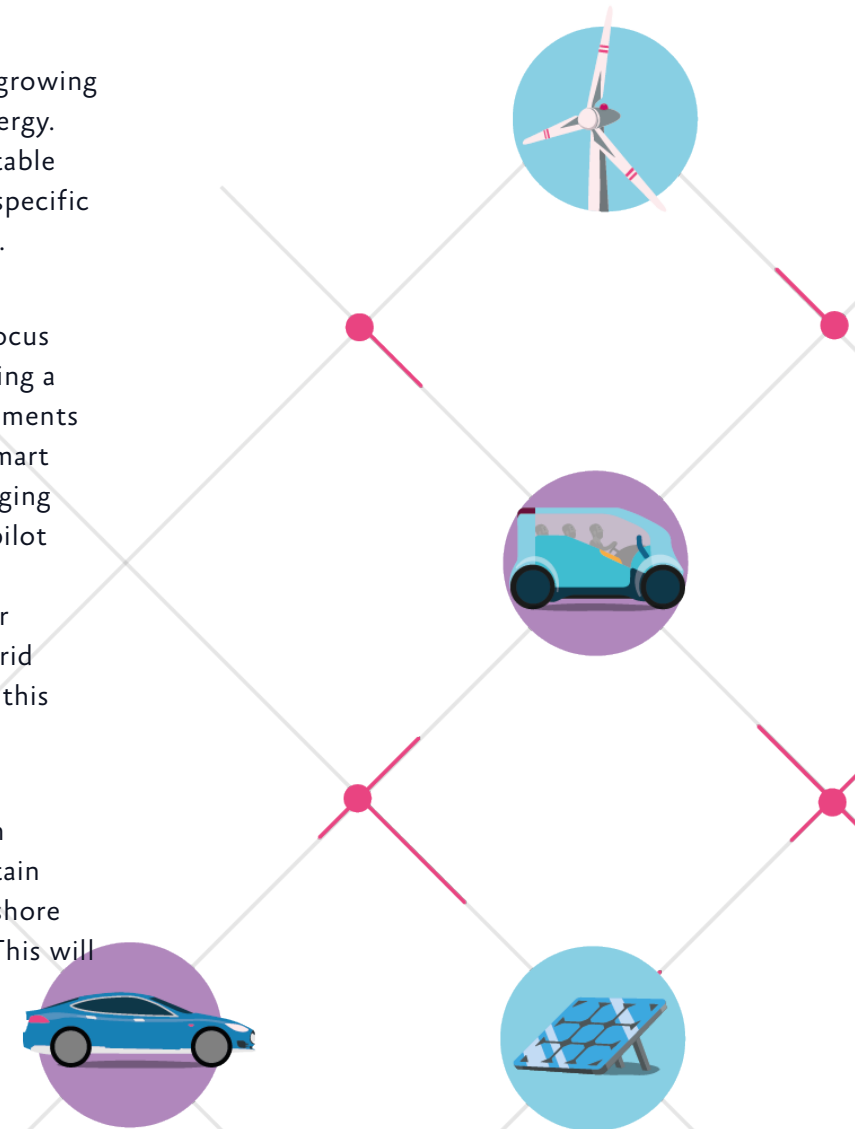 growing
ergy.
table
specific
.
ocus
ing a
ments
mart
ging
pilot
r
rid
this
n
tain
shore
This will